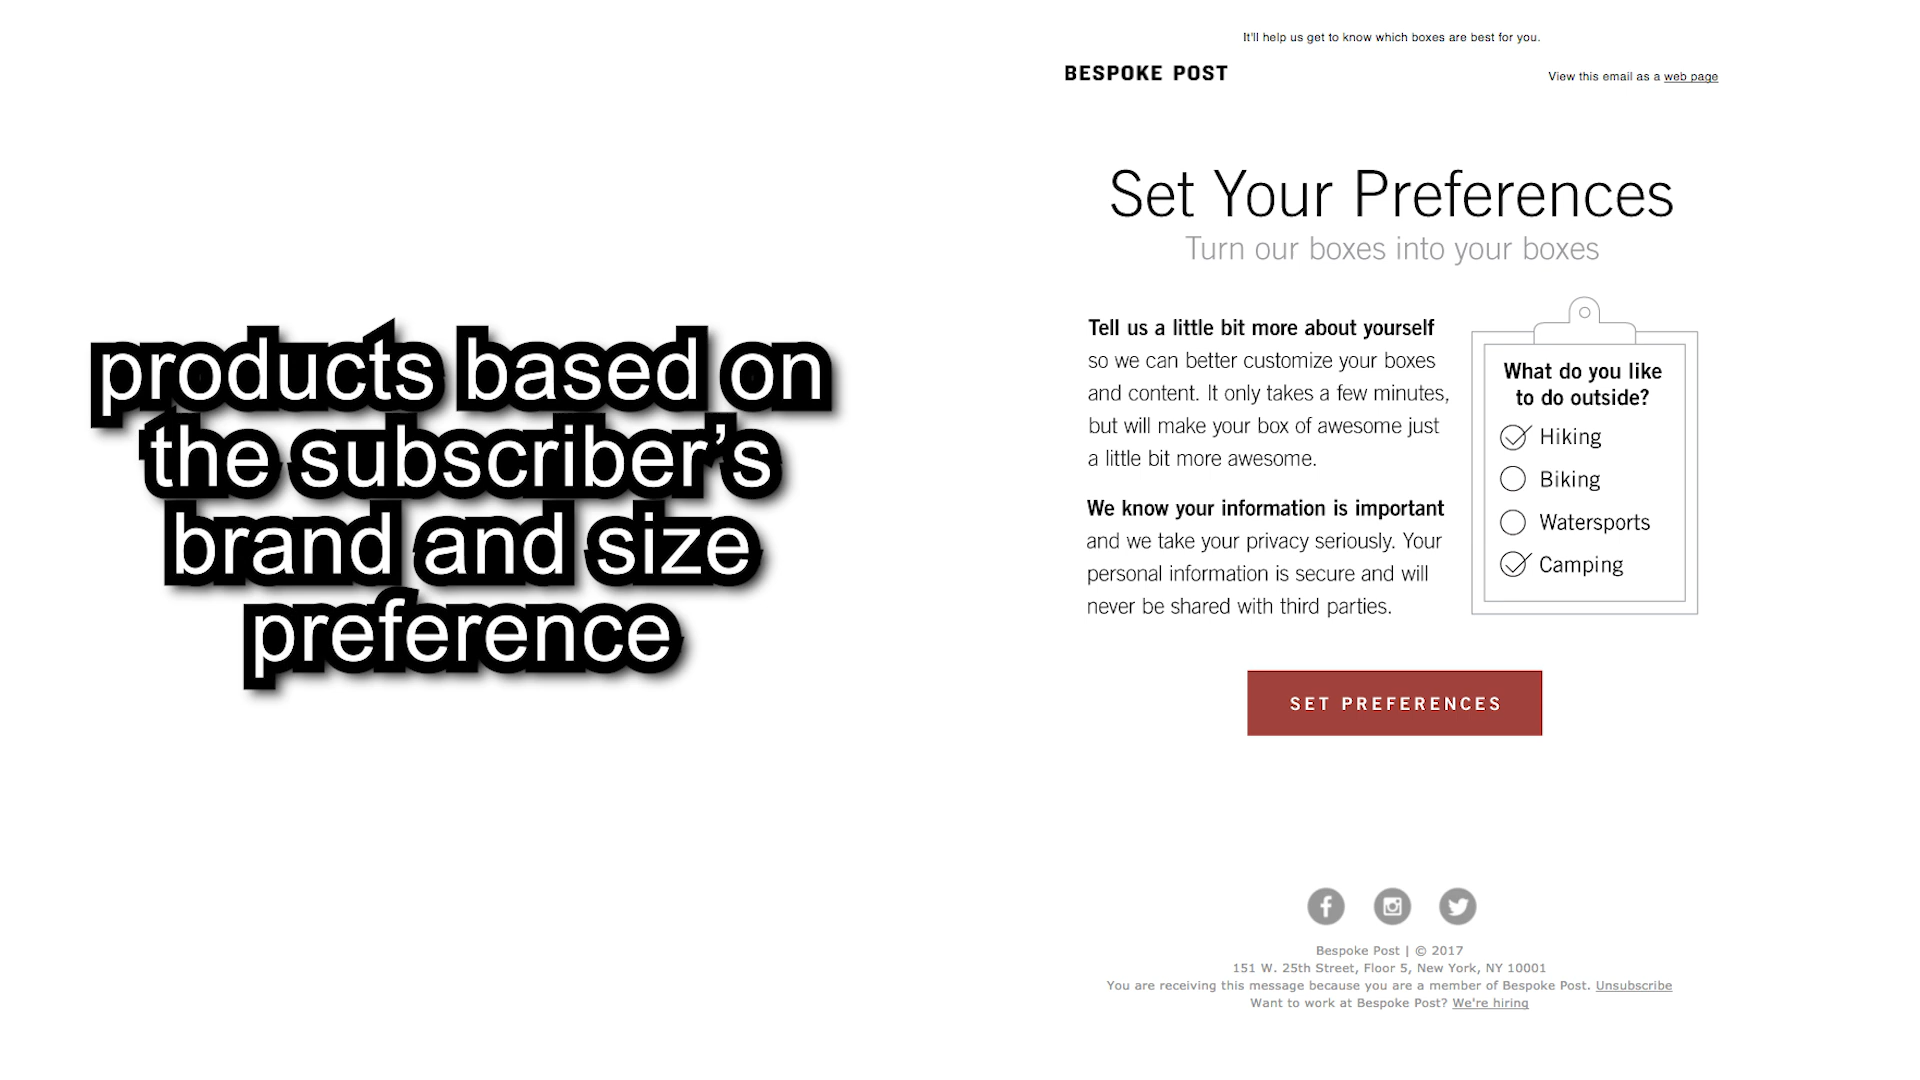 products based on
the subscriber’s
brand and size
preference
It'll help us get to know which boxes are best for you.
BESPOKE POST
View this email as a web page
Set Your Preferences
Turn our boxes into your boxes
Tell us a little bit more about yourself
so we can better customize your boxes
and content. It only takes a few minutes,
but will make your box of awesome just
a little bit more awesome.
We know your information is important
and we take your privacy seriously. Your
personal information is secure and will
never be shared with third parties.
What do you like
to do outside?
Hiking
Biking
Watersports
Camping
SET PREFERENCES
Bespoke Post | © 2017
151 W. 25th Street, Floor 5, New York, NY 10001
You are receiving this message because you are a member of Bespoke Post. Unsubscribe
Want to work at Bespoke Post? We're hiring